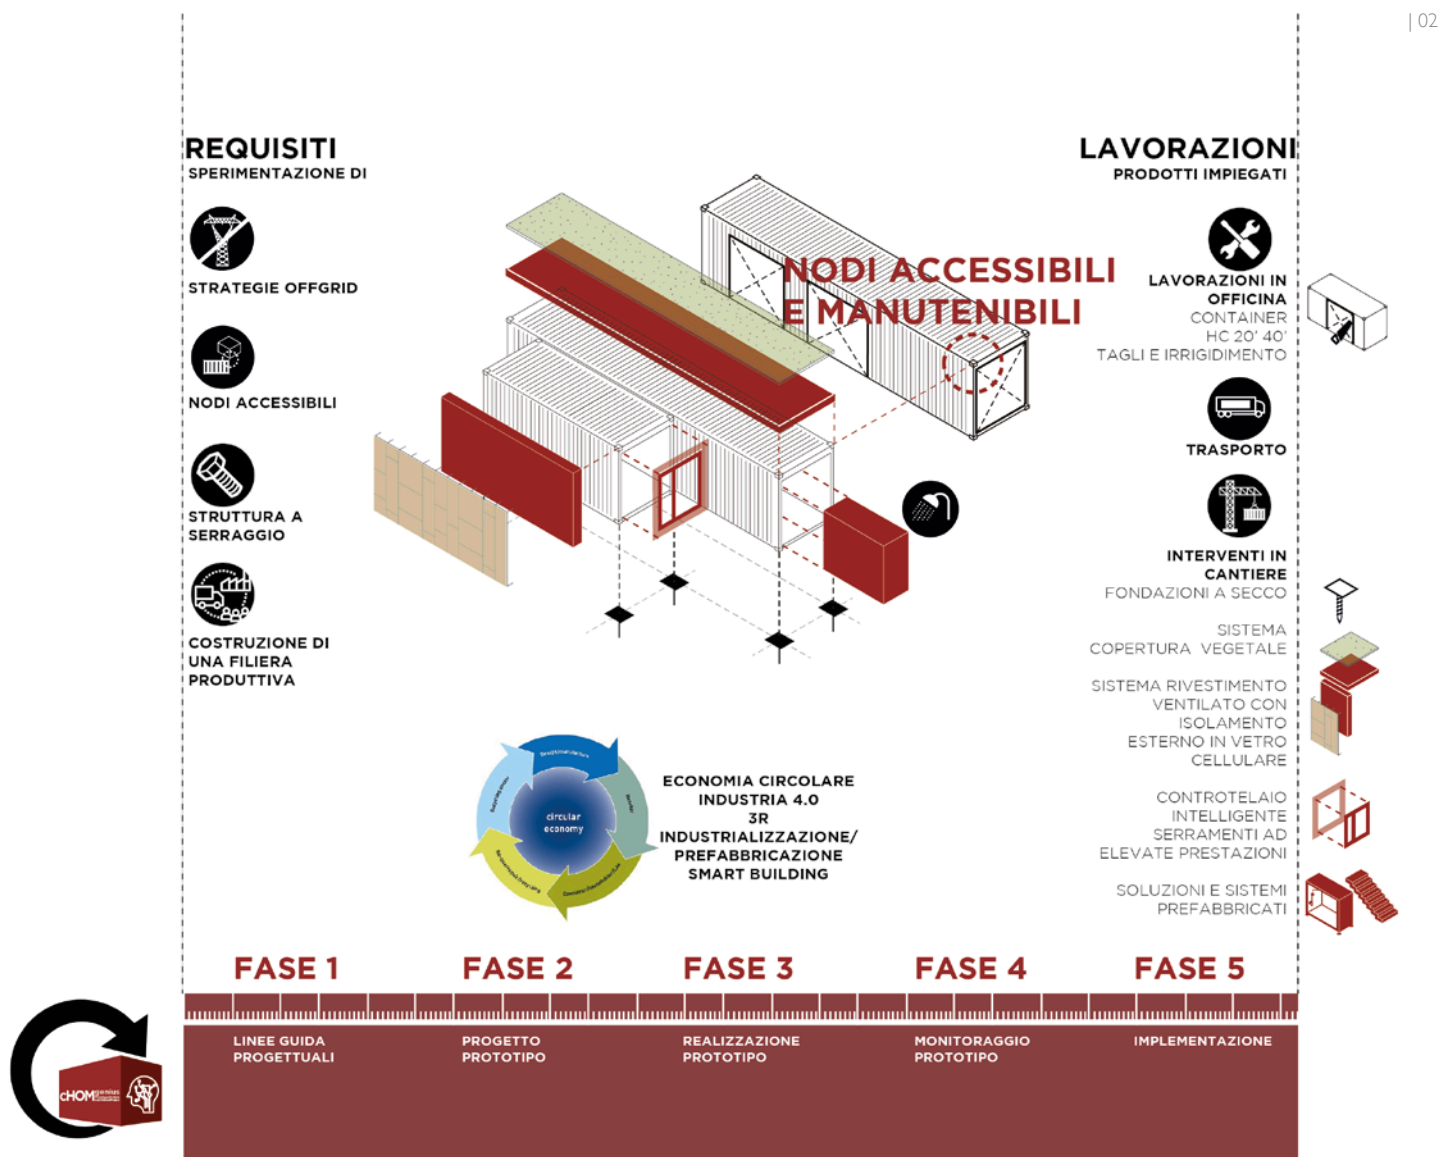 | 02
REQUISITI
SPERIMENTAZIONE DI
STRATEGIE OFFGRID
NODI ACCESSIBILI
STRUTTURA A
SERRAGGIO
COSTRUZIONE DI
UNA FILIERA
PRODUTTIVA
NODI ACCESSIBILI
E MANUTENIBILI
LAVORAZIONI
PRODOTTI IMPIEGATI
LAVORAZIONI IN
OFFICINA
CONTAINER
HC 20' 40'
TAGLI E IRRIGIDIMENTO
TRASPORTO
INTERVENTI IN
CANTIERE
FONDAZIONI A SECCO
SISTEMA
COPERTURA VEGETALE
SISTEMA RIVESTIMENTO
VENTILATO CON
ISOLAMENTO
ESTERNO IN VETRO
CELLULARE
CONTROTELAIO
INTELLIGENTE
SERRAMENTI AD
ELEVATE PRESTAZIONI
SOLUZIONI E SISTEMI
PREFABBRICATI
circular
economy
ECONOMIA CIRCOLARE
INDUSTRIA 4.0
3R
INDUSTRIALIZZAZIONE/
PREFABBRICAZIONE
SMART BUILDING
FASE 1
FASE 2
FASE 3
FASE 4
FASE 5
LINEE GUIDA
PROGETTUALI
PROGETTO
PROTOTIPO
REALIZZAZIONE
PROTOTIPO
MONITORAGGIO
PROTOTIPO
IMPLEMENTAZIONE
cHOMgenius